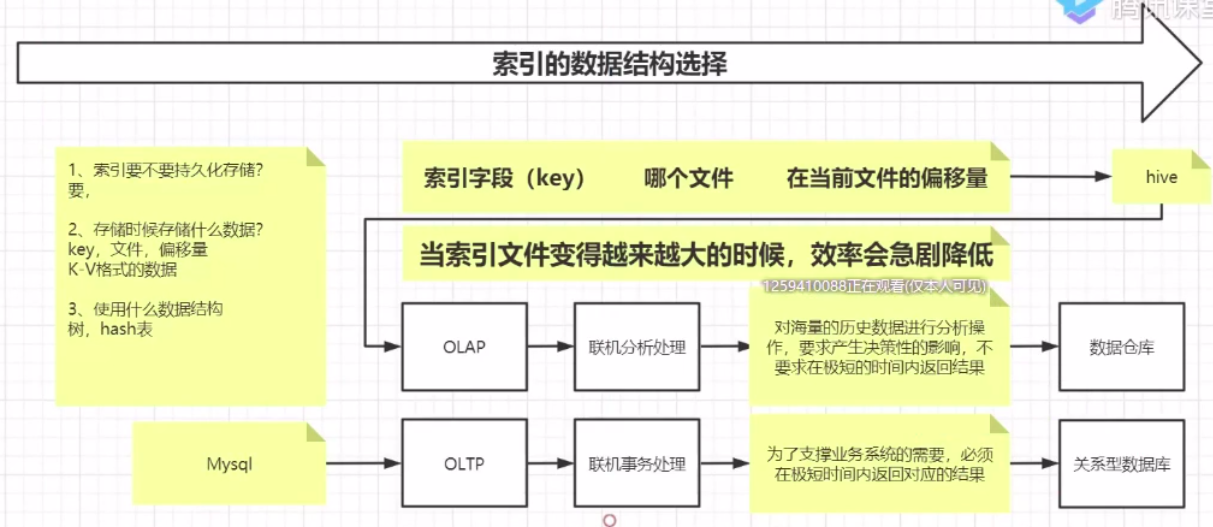 腾讯课堂
索引的数据结构选择
1、索引要不要持久化存储?
要,
2、存储时候存储什么数据?
key,文件,偏移量
K-V格式的数据
3、使用什么数据结构
树,hash表
索引字段(key) 哪个文件 在当前文件的偏移量
hive
当索引文件变得越来越大的时候,效率会急剧降低
1259410088正在观看(仅本人可见)
OLAP
联机分析处理
对海量的历史数据进行分析操
作,要求产生决策性的影响,不
要求在极短的时间内返回结果
数据仓库
Mysql
OLTP
联机事务处理
为了支撑业务系统的需要,必须
在极短时间内返回对应的结果
关系型数据库